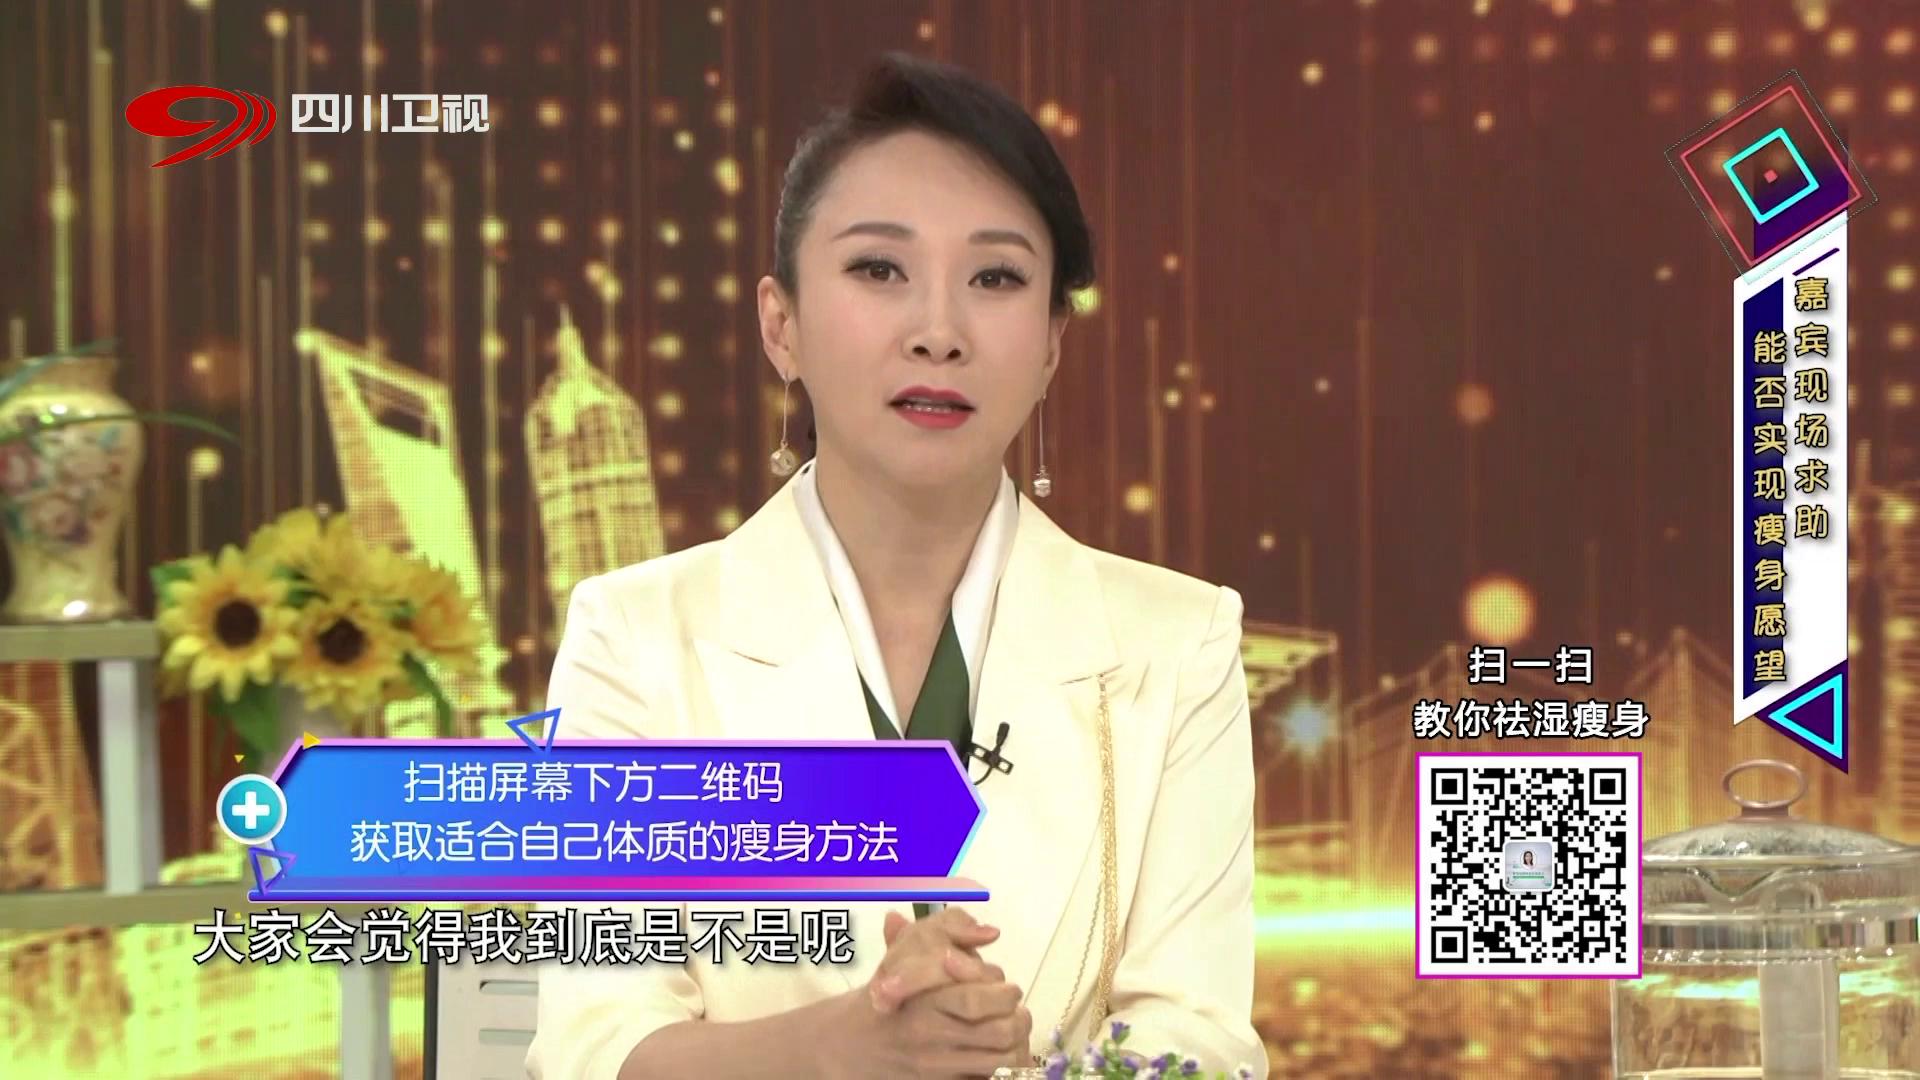 四川卫视
嘉宾现场求助
能否实现瘦身愿望
扫一扫
教你祛湿瘦身
扫描屏幕下方二维码
获取适合自己体质的瘦身方法
大家会觉得我到底是不是呢